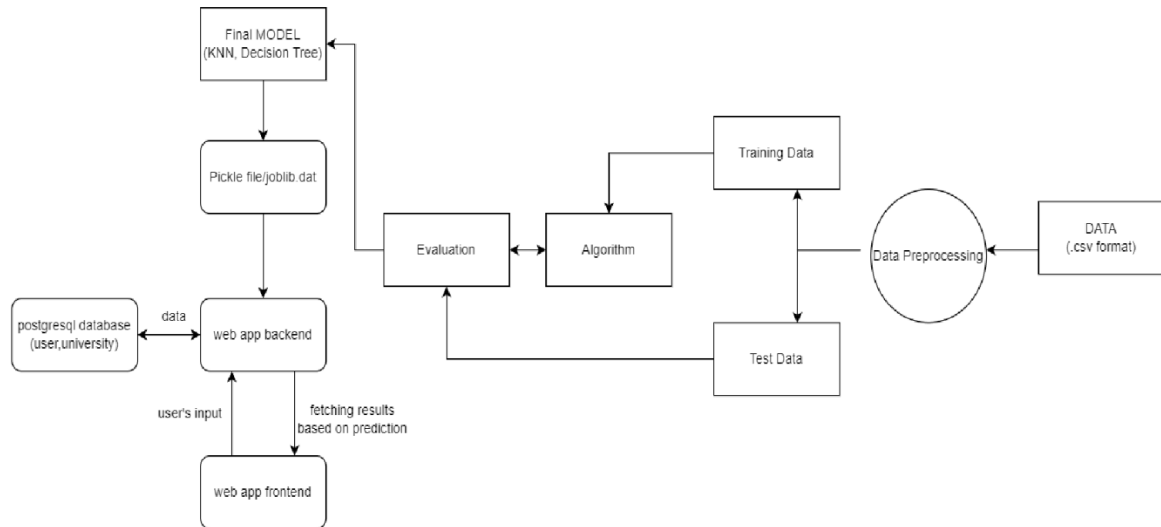 Final MODEL
(KNN, Decision Tree)
Pickle file/joblib.dat
Training Data
DATA
(.csv format)
Data Preprocessing
Evaluation
Algorithm
Test Data
postgresql database
(user,university)
data
web app backend
user's input
fetching results
based on prediction
web app frontend